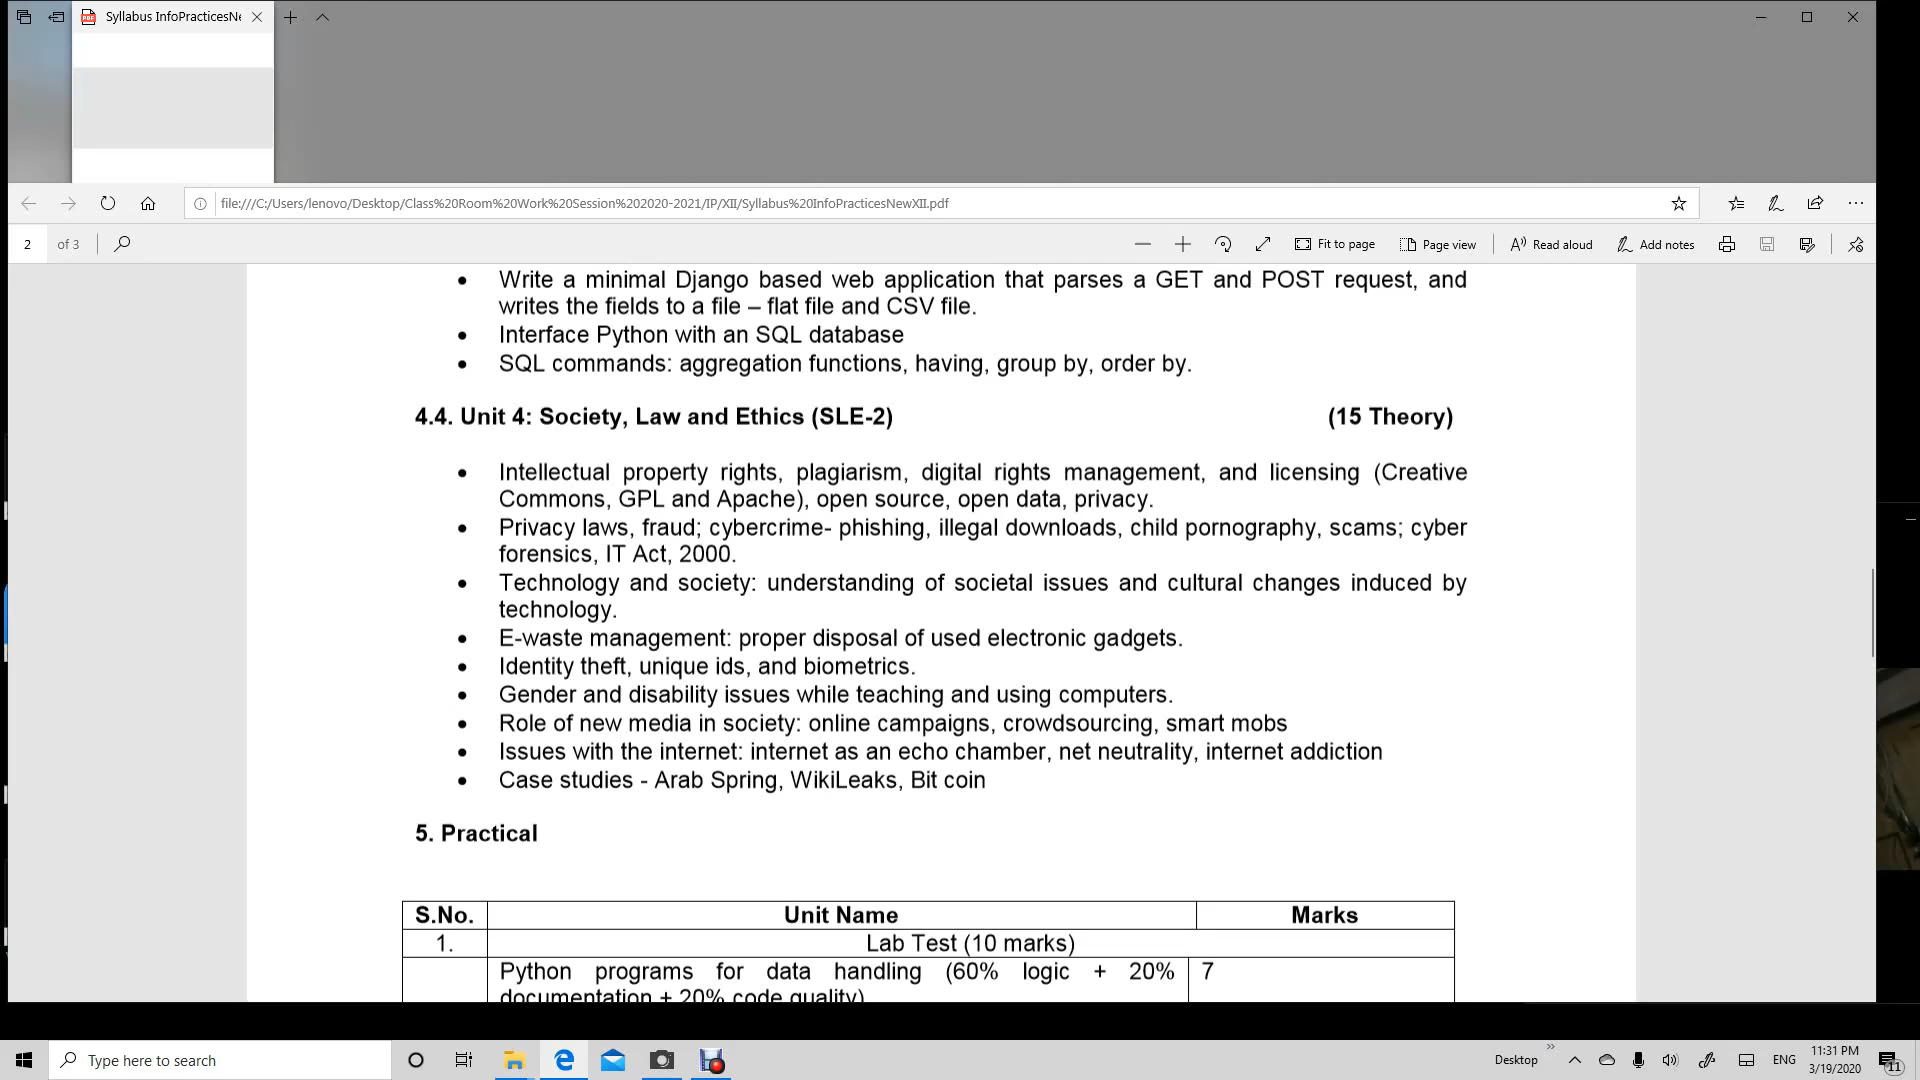 Syllabus InfoPracticesNe
file:///C:/Users/lenovo/Desktop/Class%20Room%20Work%20Session%202020-2021/IP/XII/Syllabus%20InfoPracticesNewXII.pdf
2 of 3 Fit to page Page view Read aloud Add notes
• Write a minimal Django based web application that parses a GET and POST request, and
writes the fields to a file – flat file and CSV file.
• Interface Python with an SQL database
• SQL commands: aggregation functions, having, group by, order by.
4.4. Unit 4: Society, Law and Ethics (SLE-2) (15 Theory)
• Intellectual property rights, plagiarism, digital rights management, and licensing (Creative
Commons, GPL and Apache), open source, open data, privacy.
• Privacy laws, fraud; cybercrime- phishing, illegal downloads, child pornography, scams; cyber
forensics, IT Act, 2000.
• Technology and society: understanding of societal issues and cultural changes induced by
technology.
• E-waste management: proper disposal of used electronic gadgets.
• Identity theft, unique ids, and biometrics.
• Gender and disability issues while teaching and using computers.
• Role of new media in society: online campaigns, crowdsourcing, smart mobs
• Issues with the internet: internet as an echo chamber, net neutrality, internet addiction
• Case studies - Arab Spring, WikiLeaks, Bit coin
5. Practical
S.No. Unit Name Marks
1. Lab Test (10 marks)
Python programs for data handling (60% logic + 20% 7
documentation + 20% code quality)
Type here to search
Desktop
ENG
11:31 PM
3/19/2020
11